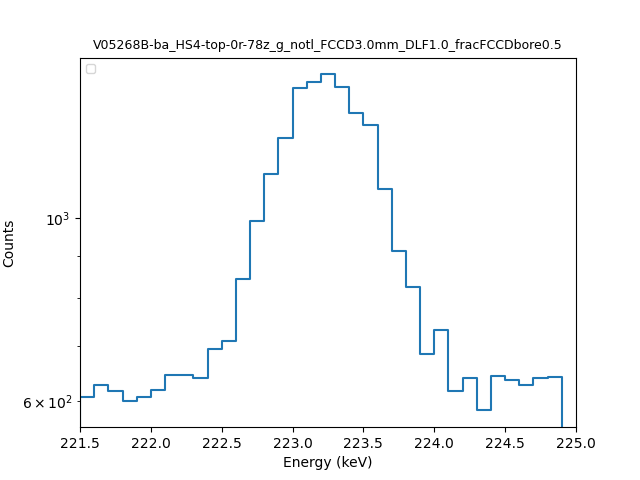 V05268B-ba_HS4-top-0r-78z_g_notl_FCCD3.0mm_DLF1.0_fracFCCDbore0.5
Counts
10³
6 × 10²
221.5 222.0 222.5 223.0 223.5 224.0 224.5 225.0
Energy (keV)